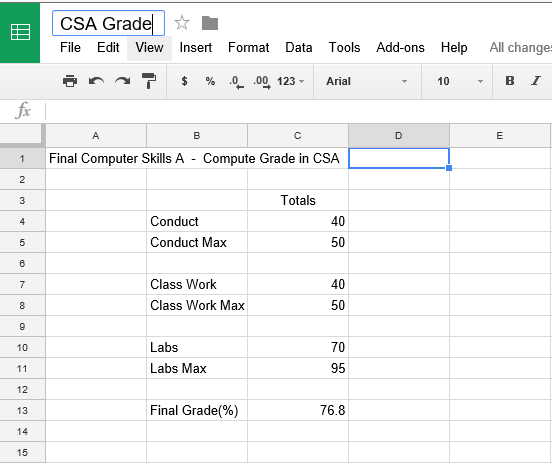 CSA Grade
File Edit View Insert Format Data Tools Add-ons Help All change
$ % .0 .00 123 Arial 10 B I
fx
A B C D E
1 Final Computer Skills A - Compute Grade in CSA
2
3 Totals
4 Conduct 40
5 Conduct Max 50
6
7 Class Work 40
8 Class Work Max 50
9
10 Labs 70
11 Labs Max 95
12
13 Final Grade(%) 76.8
14
15